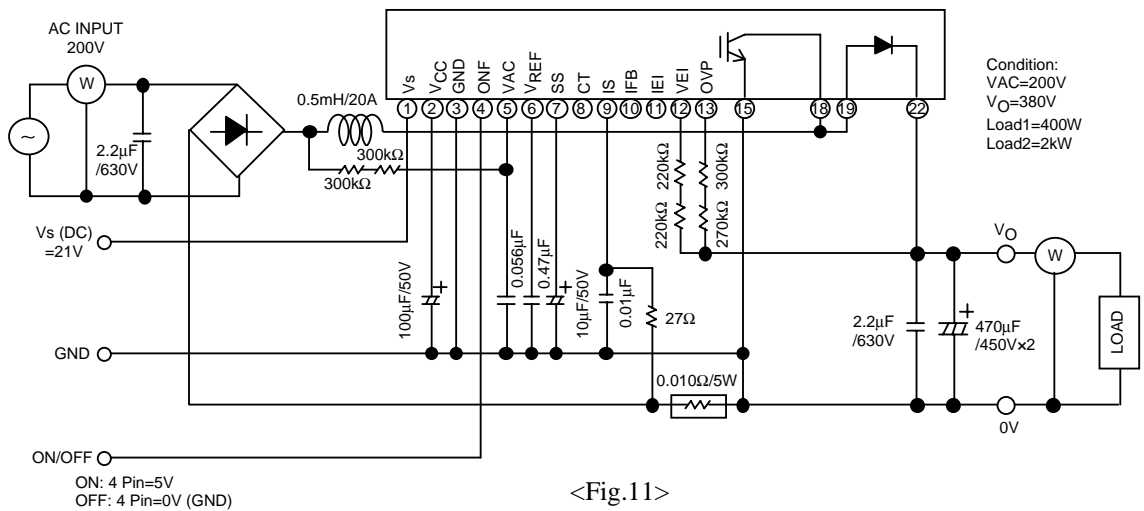 AC INPUT
200V
W
2.2µF
/630V
0.5mH/20A
300kΩ
300kΩ
Vs
VCC
GND
ONF
VAC
VREF
SS
CT
IS
IFB
IEI
VEI
OVP
1
2
3
4
5
6
7
8
9
10
11
12
13
15
18
19
22
Condition:
VAC=200V
VO=380V
Load1=400W
Load2=2kW
220kΩ
300kΩ
220kΩ
270kΩ
Vs (DC)
=21V
100µF/50V
+
0.056µF
0.47µF
+
10µF/50V
0.01µF
27Ω
VO
W
2.2µF
/630V
+
470µF
/450V×2
LOAD
GND
0.010Ω/5W
0V
ON/OFF
ON: 4 Pin=5V
OFF: 4 Pin=0V (GND)
<Fig.11>